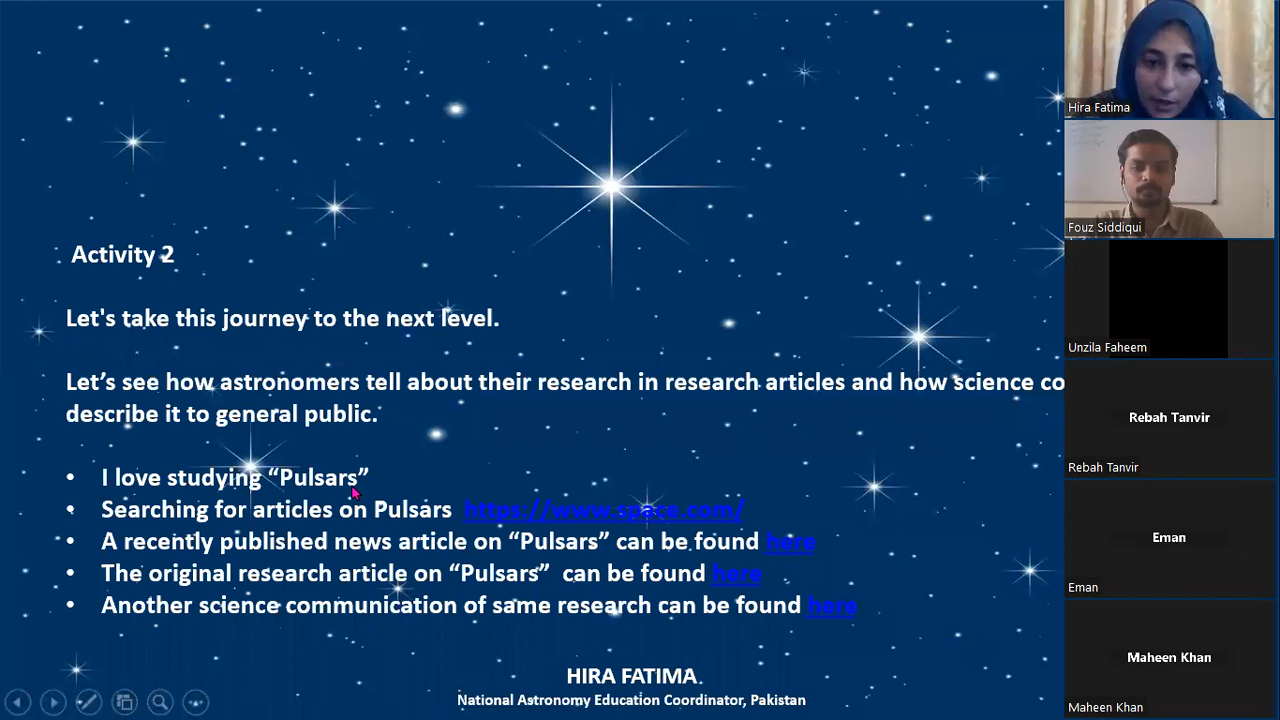 Activity 2
Let's take this journey to the next level.
Let’s see how astronomers tell about their research in research articles and how science co
describe it to general public.
• I love studying “Pulsars”
• Searching for articles on Pulsars https://www.space.com/
• A recently published news article on “Pulsars” can be found here
• The original research article on “Pulsars” can be found here
• Another science communication of same research can be found here
HIRA FATIMA
National Astronomy Education Coordinator, Pakistan
Hira Fatima
Fouz Siddiqui
Unzila Faheem
Rebah Tanvir
Rebah Tanvir
Eman
Eman
Maheen Khan
Maheen Khan